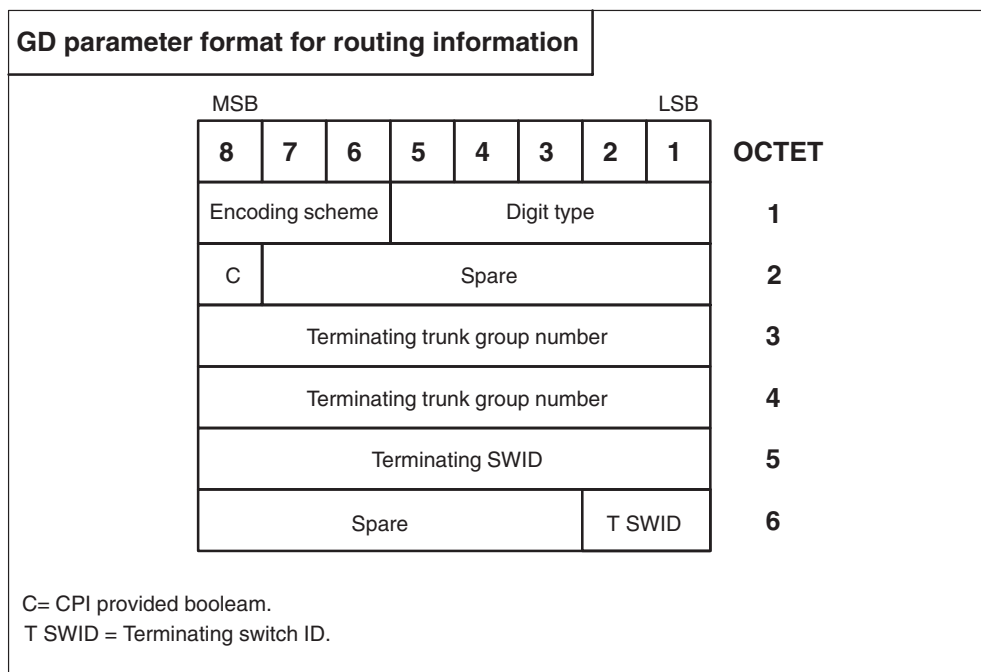 GD parameter format for routing information
MSB LSB
8 7 6 5 4 3 2 1 OCTET
Encoding scheme Digit type 1
C Spare 2
Terminating trunk group number 3
Terminating trunk group number 4
Terminating SWID 5
Spare T SWID 6
C= CPI provided booleam.
T SWID = Terminating switch ID.